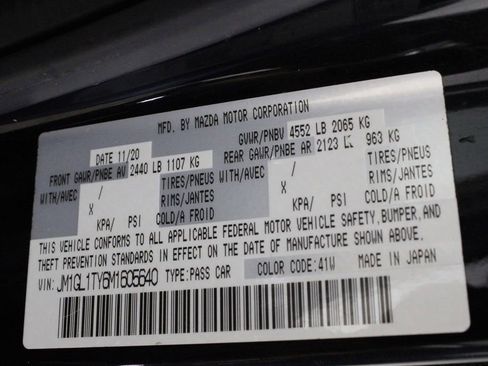 MFD. BY MAZDA MOTOR CORPORATION
DATE 11/20 GVWR/PNBV 4552 LB 2065 KG
FRONT GAWR/PNBE AV 2440 LB 1107 KG REAR GAWR/PNBE AR 2123 963 KG
WITH/AVEC / TIRES/PNEUS WITH/AVEC / TIRES/PNEUS
X RIMS/JANTES X RIMS/JANTES
KPA/ PSI COLD/A FROID KPA/ PSI COLD/A FROID
THIS VEHICLE CONFORMS TO ALL APPLICABLE FEDERAL MOTOR VEHICLE SAFETY, BUMPER, AND
THEFT PREVENTION STANDARDS IN EFFECT ON THE DATE OF MANUFACTURE SHOWN ABOVE.
VIN: JM1GL1TY6M1605640 TYPE:PASS CAR COLOR CODE:41W MADE IN JAPAN